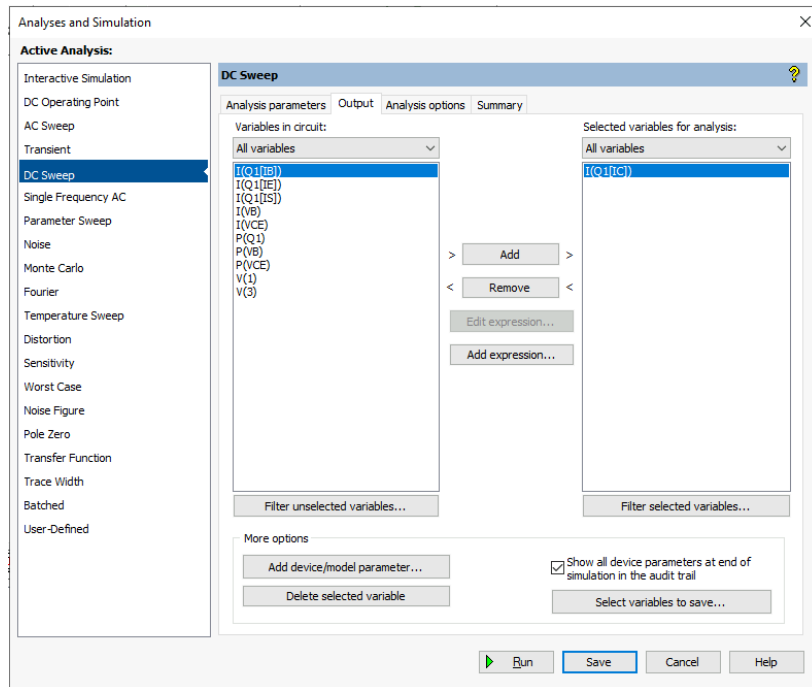 Analyses and Simulation
Active Analysis:
Interactive Simulation
DC Operating Point
AC Sweep
Transient
DC Sweep
Single Frequency AC
Parameter Sweep
Noise
Monte Carlo
Fourier
Temperature Sweep
Distortion
Sensitivity
Worst Case
Noise Figure
Pole Zero
Transfer Function
Trace Width
Batched
User-Defined
DC Sweep
?
Analysis parameters Output Analysis options Summary
Variables in circuit:
All variables
I(Q1[IB])
I(Q1[IE])
I(Q1[IS])
I(VB)
I(VCE)
P(Q1)
P(VB)
P(VCE)
V(1)
V(3)
Filter unselected variables...
> Add >
< Remove <
Edit expression...
Add expression...
Selected variables for analysis:
All variables
I(Q1[IC])
Filter selected variables...
More options
Add device/model parameter...
Delete selected variable
Show all device parameters at end of
simulation in the audit trail
Select variables to save...
Run Save Cancel Help